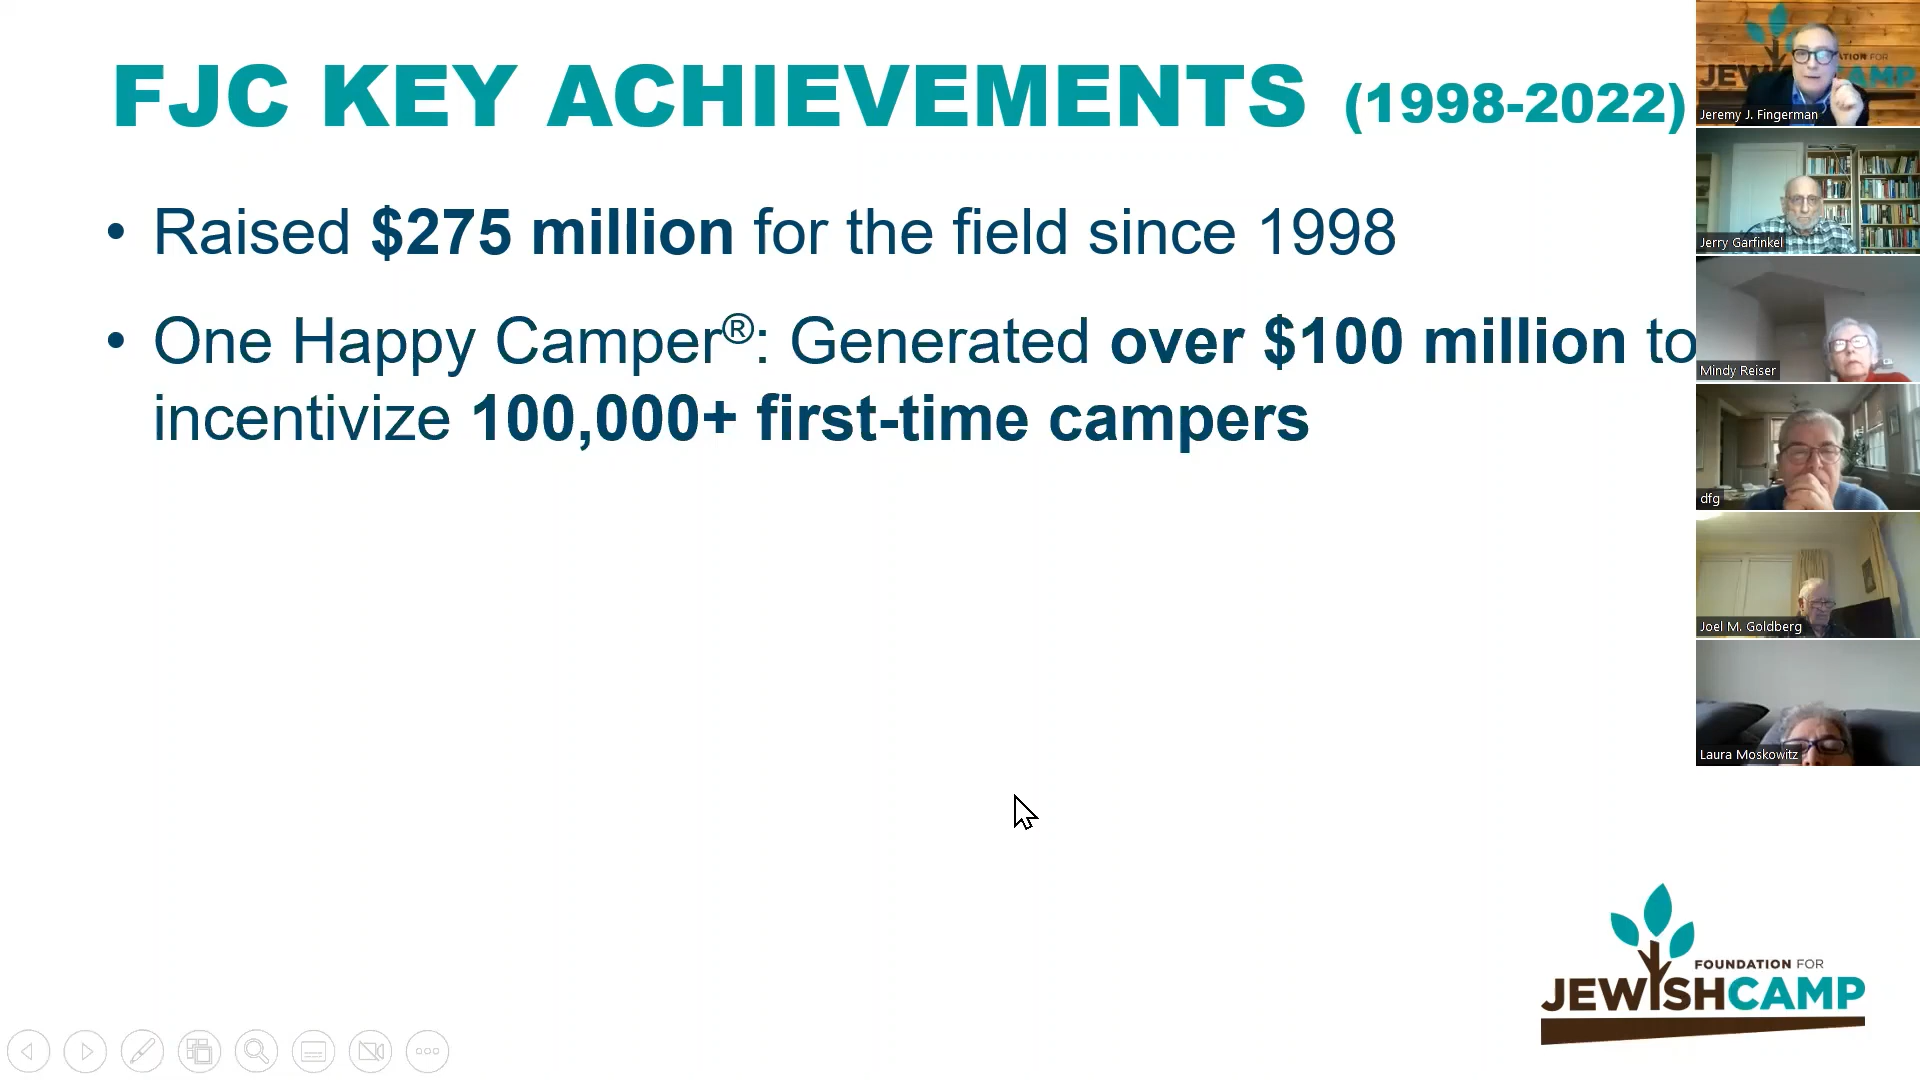 FJC KEY ACHIEVEMENTS (1998-2022)
• Raised $275 million for the field since 1998
• One Happy Camper®: Generated over $100 million to
incentivize 100,000+ first-time campers
Jeremy J. Fingerman
Jerry Garfinkel
Mindy Reiser
dfg
Joel M. Goldberg
Laura Moskowitz
FOUNDATION FOR
JEWISHCAMP